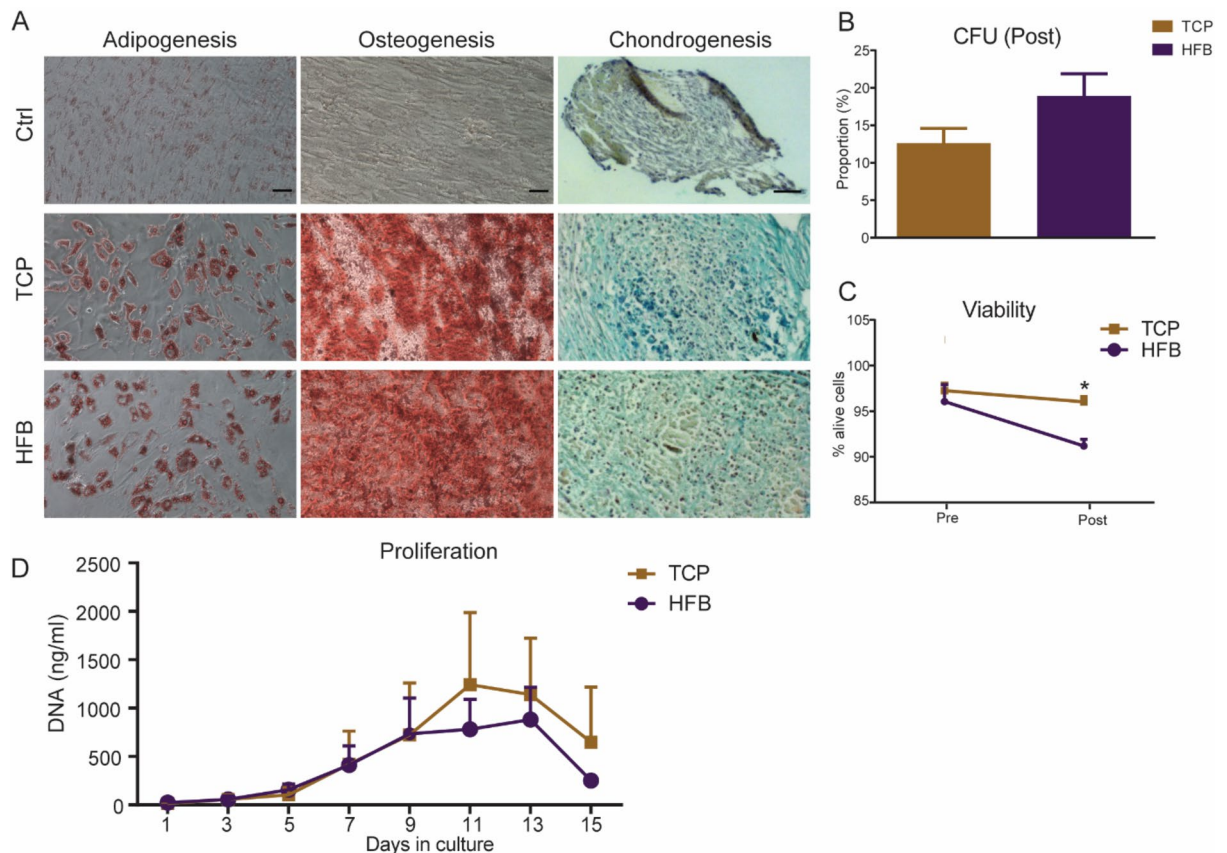 A
Adipogenesis
Osteogenesis
Chondrogenesis
Ctrl
TCP
HFB
B
CFU (Post)
TCP
HFB
Proportion (%)
25
20
15
10
5
0
C
Viability
TCP
HFB
% alive cells
105
100
95
90
85
*
Pre
Post
D
Proliferation
TCP
HFB
DNA (ng/ml)
2500
2000
1500
1000
500
0
1 3 5 7 9 11 13 15
Days in culture